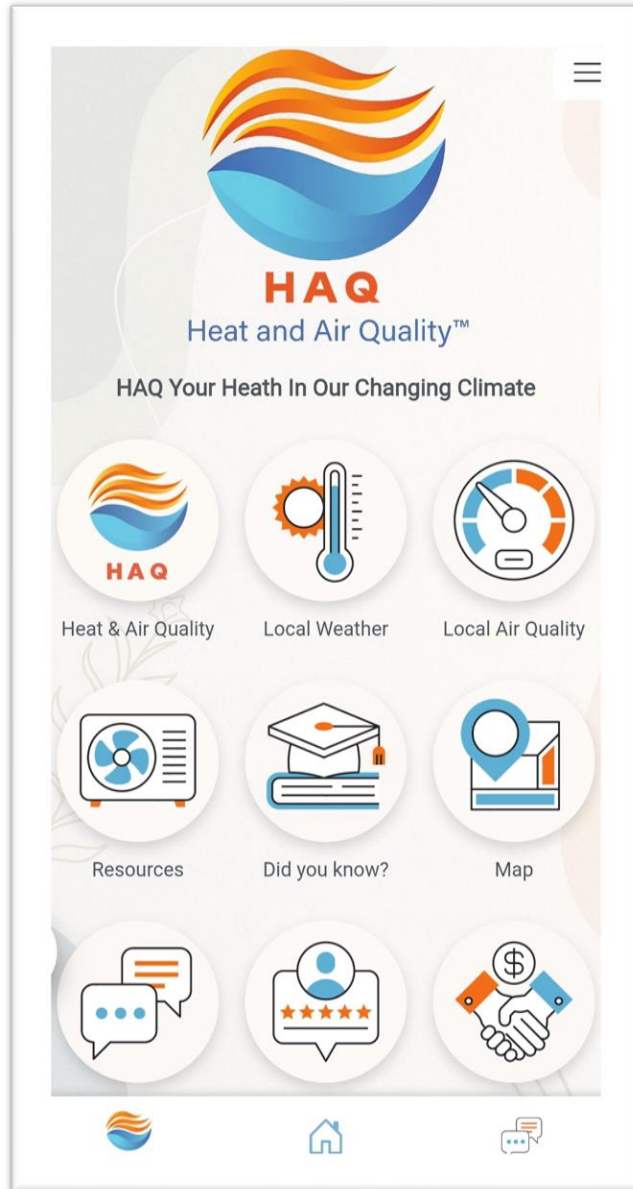 HAQ
Heat and Air Quality™
HAQ Your Heath In Our Changing Climate
HAQ
Heat & Air Quality
Local Weather
Local Air Quality
Resources
Did you know?
Map
$